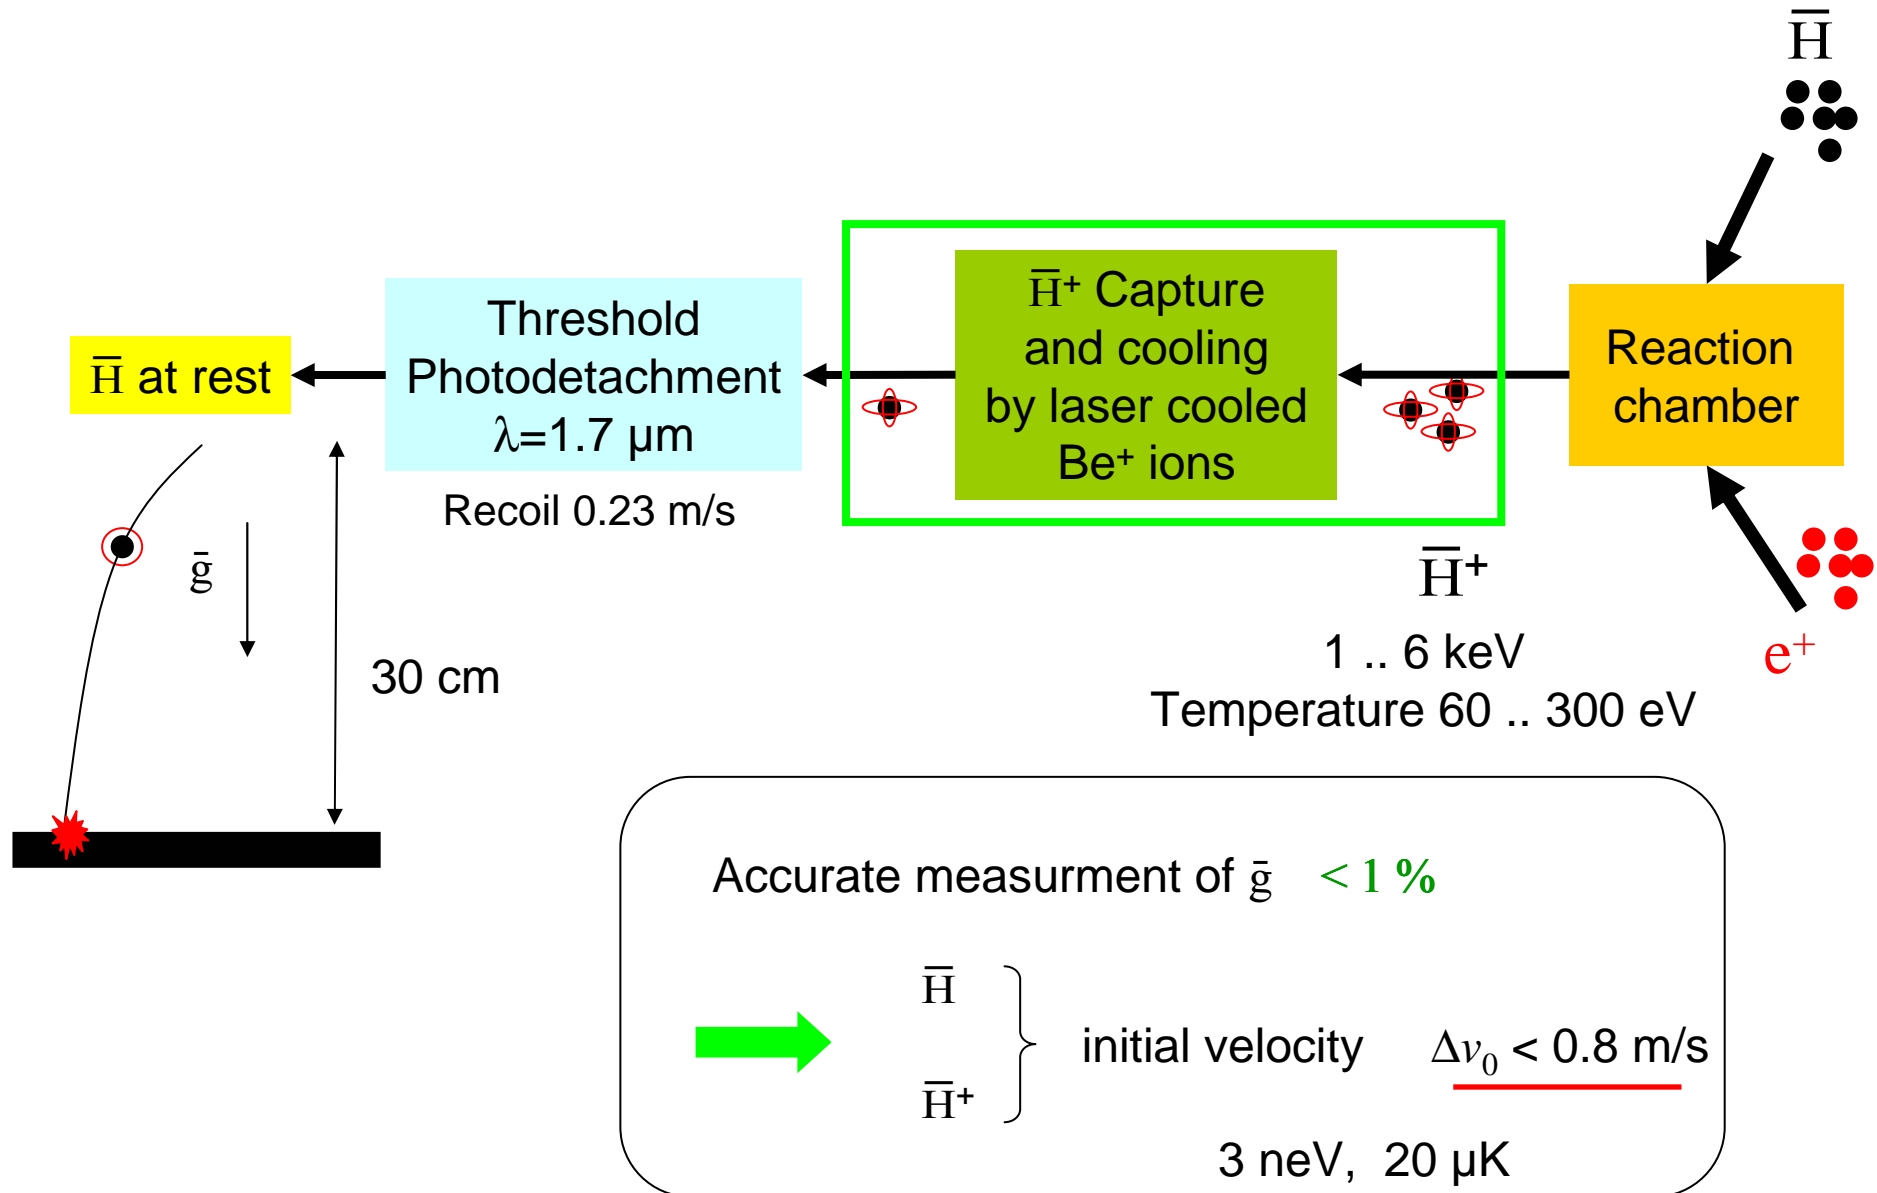 H̅
H̅⁺ Capture
and cooling
by laser cooled
Be⁺ ions
Threshold
Photodetachment
λ=1.7 µm
Reaction
chamber
H̅ at rest
Recoil 0.23 m/s
g̅
H̅⁺
30 cm
1 .. 6 keV
e⁺
Temperature 60 .. 300 eV
Accurate measurment of g̅ < 1 %
H̅
initial velocity Δv₀ < 0.8 m/s
H̅⁺
3 neV, 20 µK